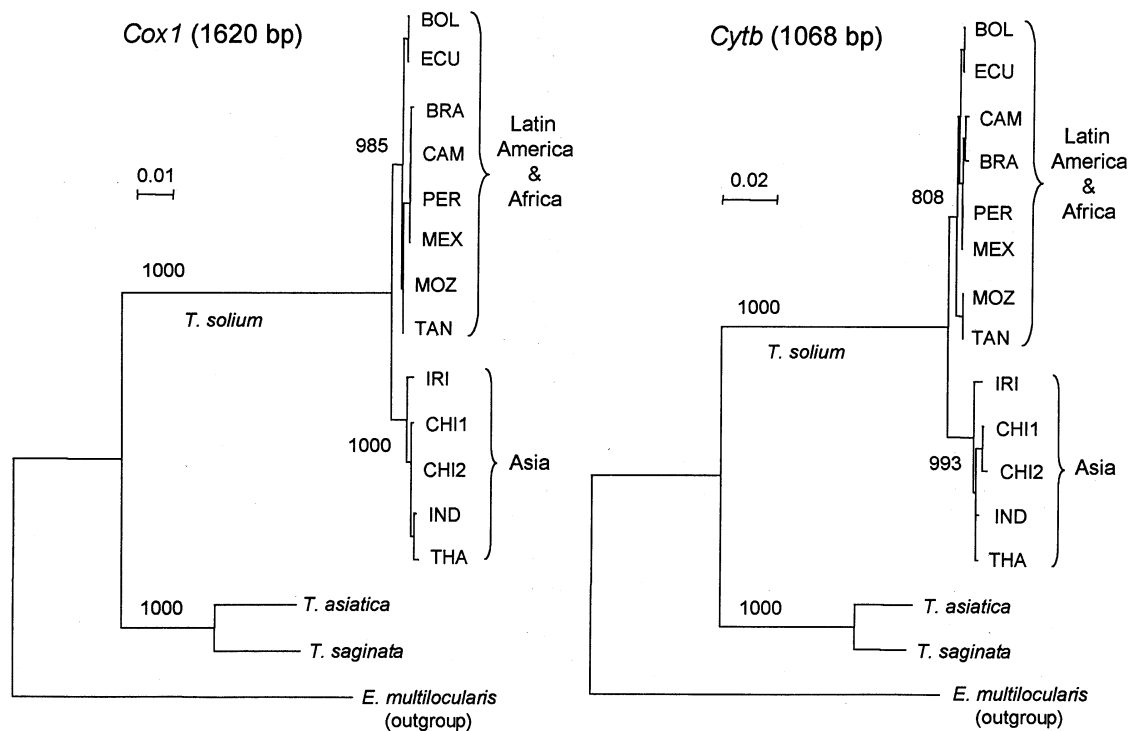 Cox1 (1620 bp)
BOL
ECU
BRA
CAM
PER
MEX
MOZ
TAN
Latin
America
&
Africa
985
0.01
1000
T. solium
IRI
CHI1
CHI2
IND
THA
Asia
1000
1000
T. asiatica
T. saginata
E. multilocularis
(outgroup)
Cytb (1068 bp)
BOL
ECU
CAM
BRA
PER
MEX
MOZ
TAN
Latin
America
&
Africa
808
0.02
1000
T. solium
IRI
CHI1
CHI2
IND
THA
Asia
993
1000
T. asiatica
T. saginata
E. multilocularis
(outgroup)